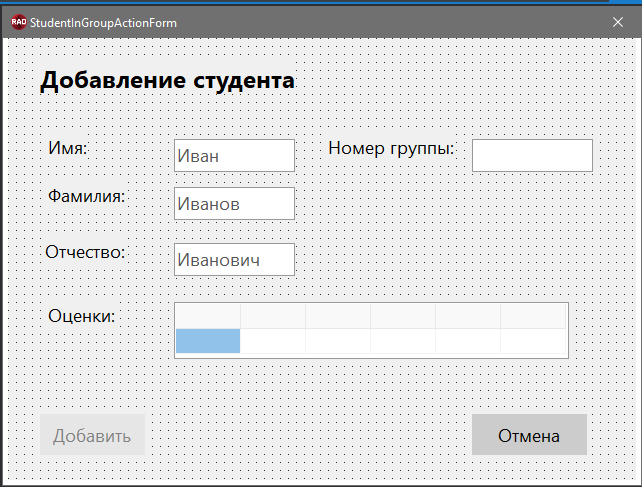 RAD StudentInGroupActionForm
Добавление студента
Имя: Иван Номер группы:
Фамилия: Иванов
Отчество: Иванович
Оценки:
Добавить Отмена